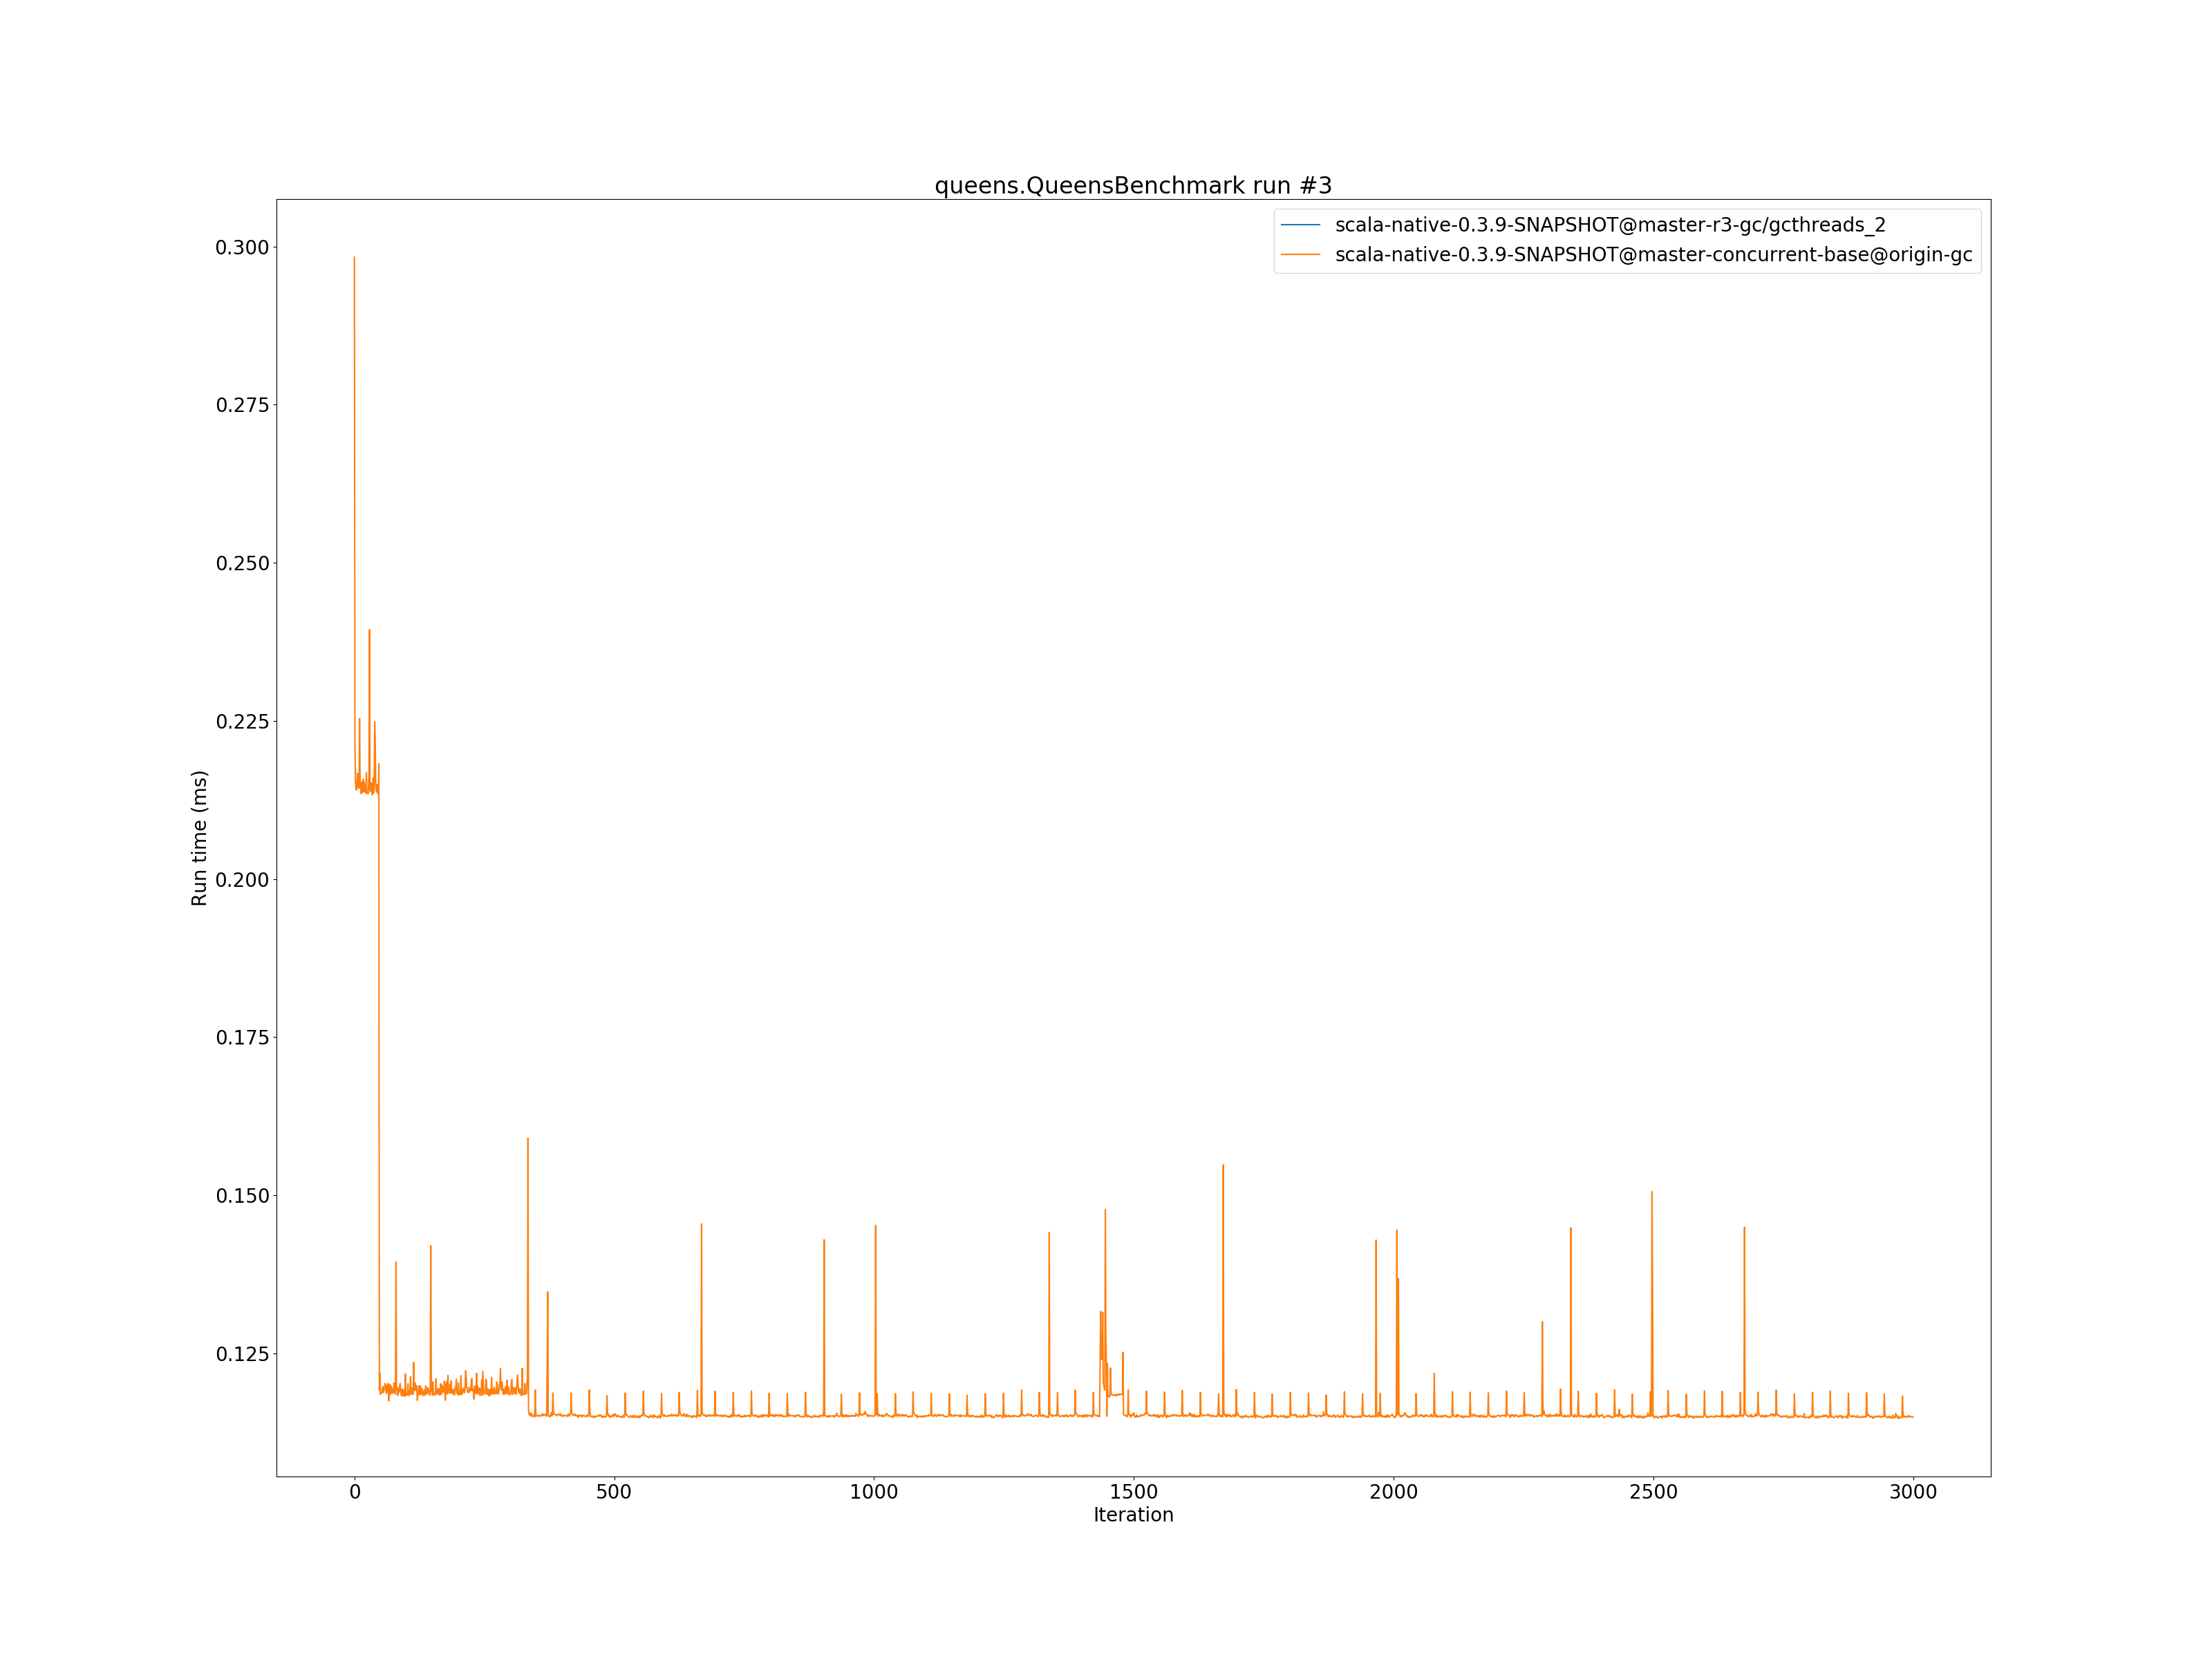 queens.QueensBenchmark run #3
scala-native-0.3.9-SNAPSHOT@master-r3-gc/gcthreads_2
scala-native-0.3.9-SNAPSHOT@master-concurrent-base@origin-gc
0.300
0.275
0.250
0.225
0.200
0.175
0.150
0.125
Run time (ms)
0 500 1000 1500 2000 2500 3000
Iteration